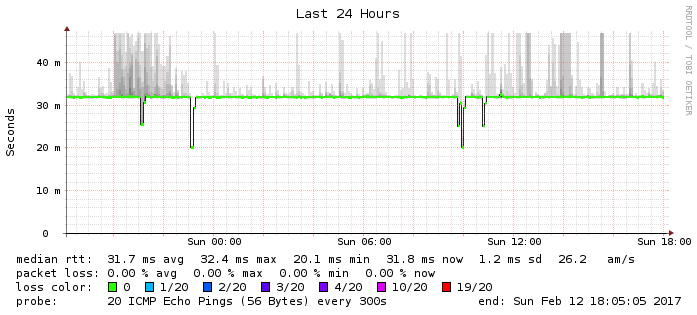 Last 24 Hours
RRDTOOL / TOBI OETIKER
Seconds
40 m
30 m
20 m
10 m
0
Sun 00:00 Sun 06:00 Sun 12:00 Sun 18:00
median rtt: 31.7 ms avg 32.4 ms max 20.1 ms min 31.8 ms now 1.2 ms sd 26.2 am/s
packet loss: 0.00 % avg 0.00 % max 0.00 % min 0.00 % now
loss color: 0 1/20 2/20 3/20 4/20 10/20 19/20
probe: 20 ICMP Echo Pings (56 Bytes) every 300s end: Sun Feb 12 18:05:05 2017